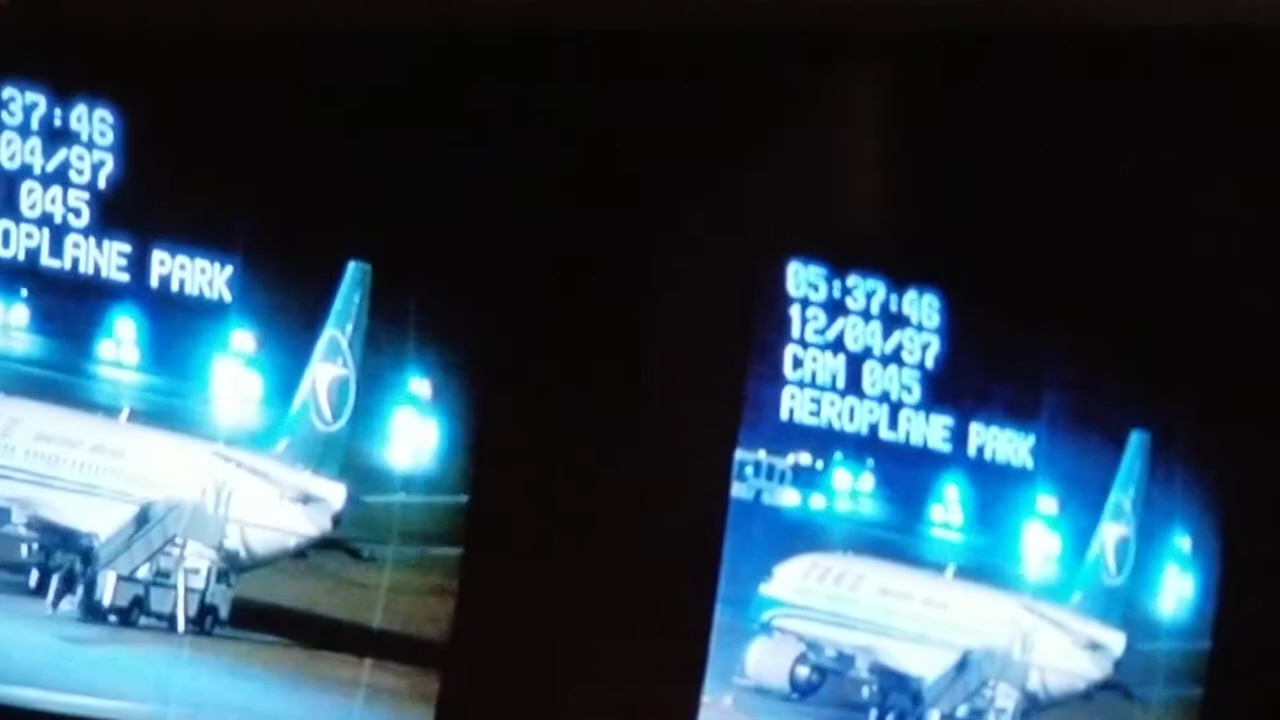 37:46
04/97
045
OPLANE PARK
05:37:46
12/04/97
CAM 045
AEROPLANE PARK